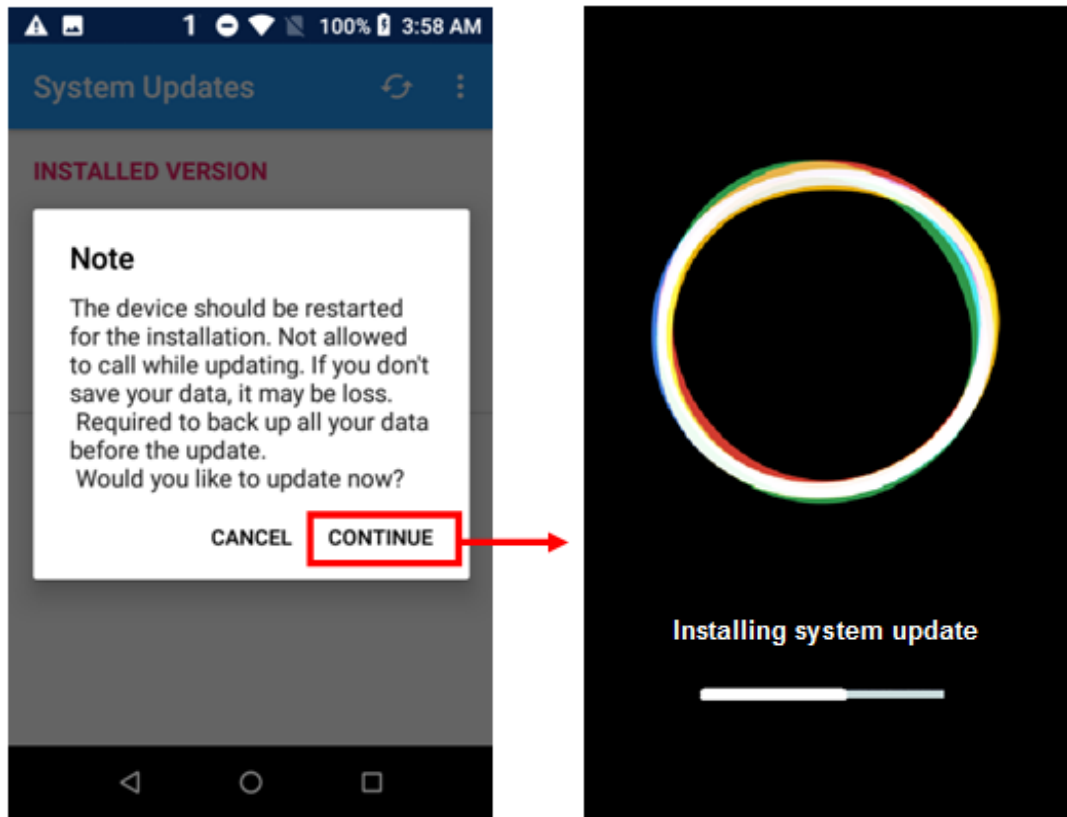 1 100% 3:58 AM
System Updates
INSTALLED VERSION
Note
The device should be restarted
for the installation. Not allowed
to call while updating. If you don't
save your data, it may be loss.
Required to back up all your data
before the update.
Would you like to update now?
CANCEL CONTINUE
Installing system update